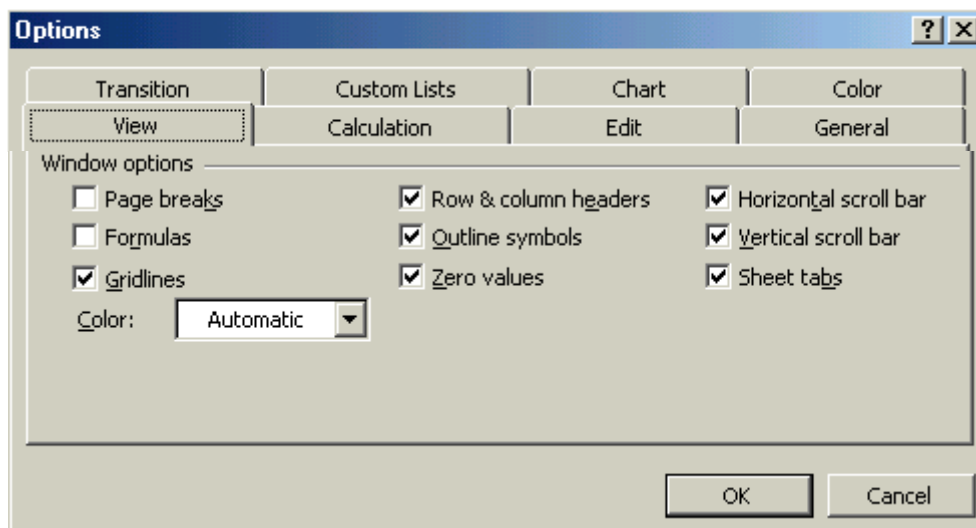 Options
Transition Custom Lists Chart Color
View Calculation Edit General
Window options
Page breaks Row & column headers Horizontal scroll bar
Formulas Outline symbols Vertical scroll bar
Gridlines Zero values Sheet tabs
Color: Automatic
OK Cancel